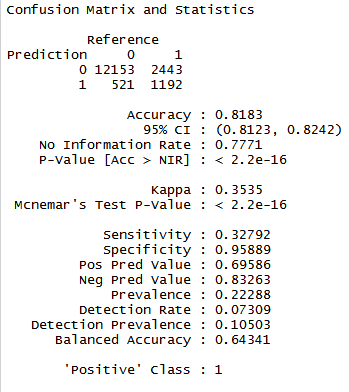 Confusion Matrix and Statistics
Reference
Prediction 0 1
0 12153 2443
1 521 1192
Accuracy : 0.8183
95% CI : (0.8123, 0.8242)
No Information Rate : 0.7771
P-Value [Acc > NIR] : < 2.2e-16
Kappa : 0.3535
Mcnemar's Test P-Value : < 2.2e-16
Sensitivity : 0.32792
Specificity : 0.95889
Pos Pred Value : 0.69586
Neg Pred Value : 0.83263
Prevalence : 0.22288
Detection Rate : 0.07309
Detection Prevalence : 0.10503
Balanced Accuracy : 0.64341
'Positive' Class : 1